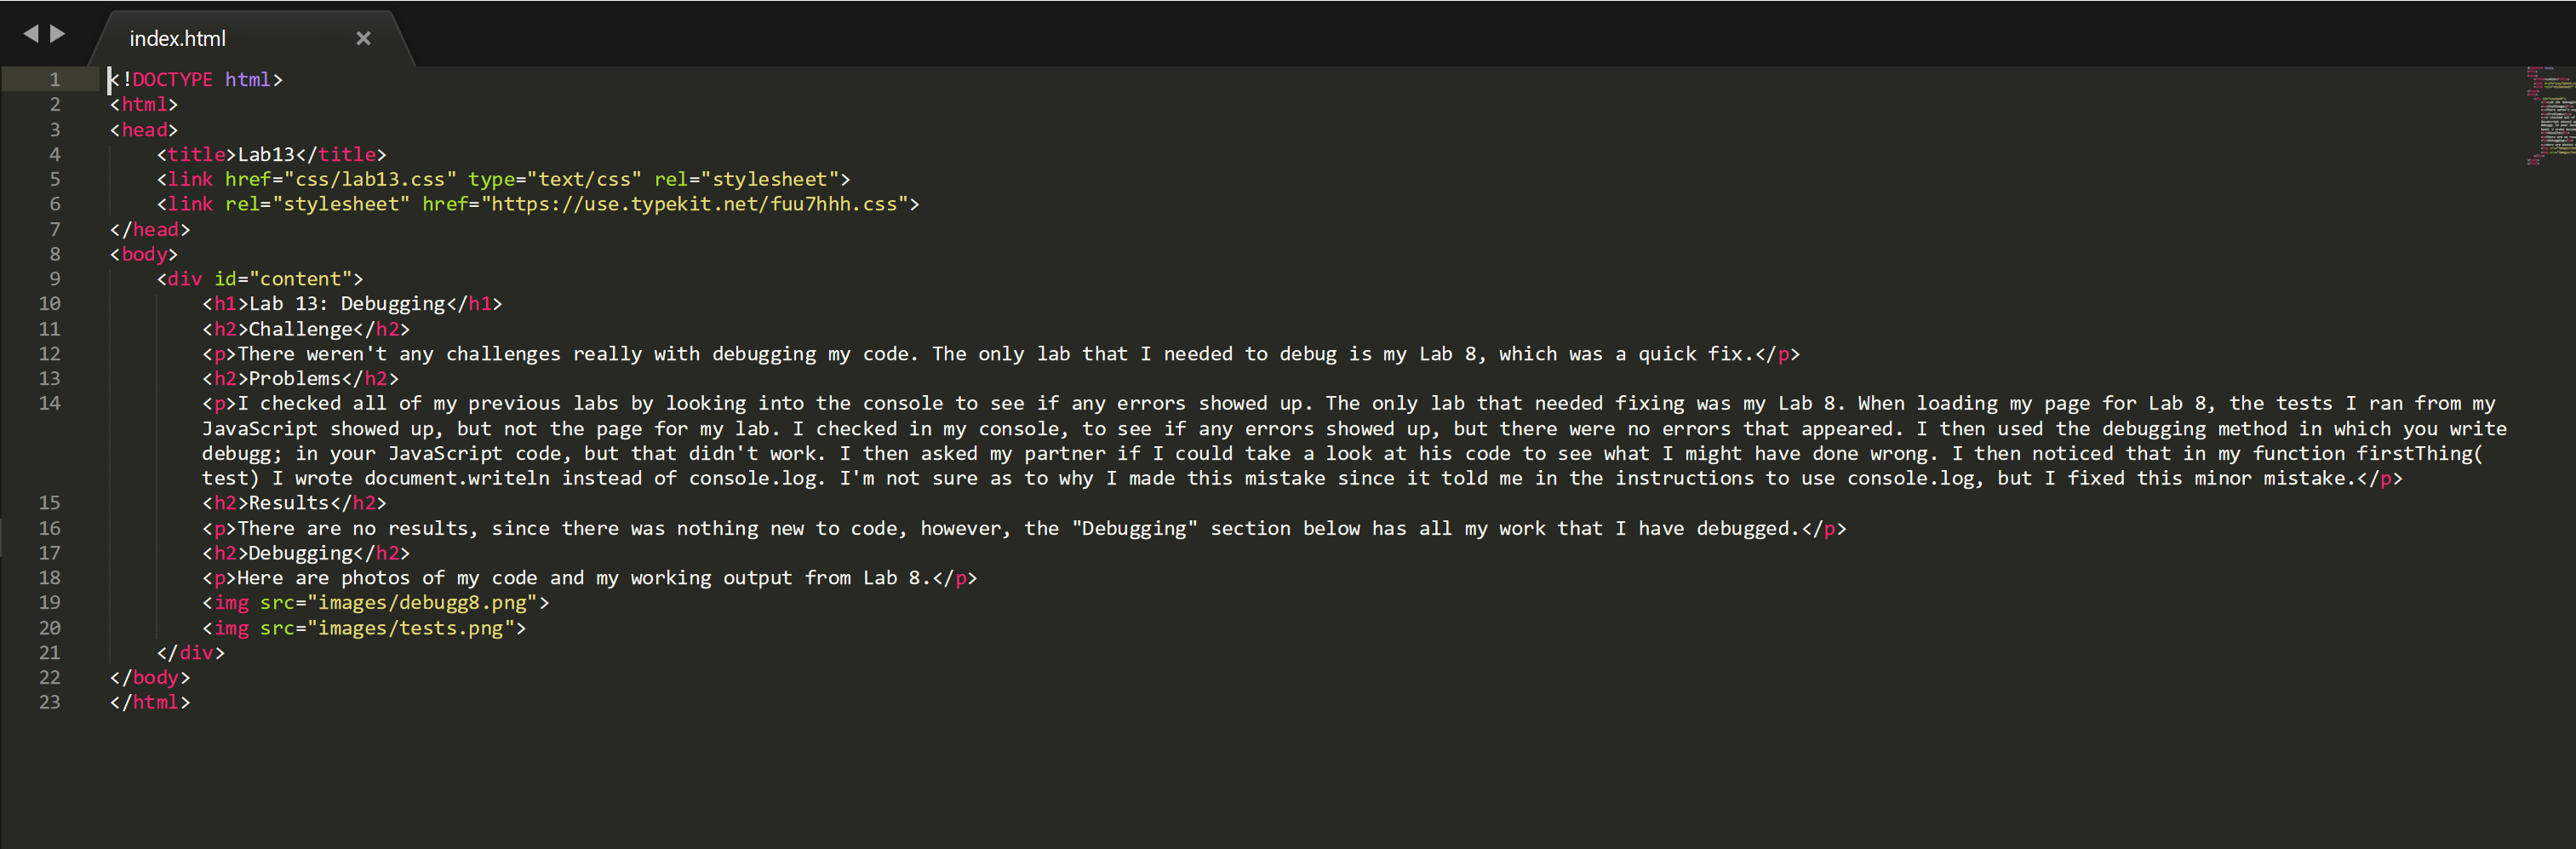 index.html
1 <!DOCTYPE html>
2 <html>
3 <head>
4 <title>Lab13</title>
5 <link href="css/lab13.css" type="text/css" rel="stylesheet">
6 <link rel="stylesheet" href="https://use.typekit.net/fuu7hhh.css">
7 </head>
8 <body>
9 <div id="content">
10 <h1>Lab 13: Debugging</h1>
11 <h2>Challenge</h2>
12 <p>There weren't any challenges really with debugging my code. The only lab that I needed to debug is my Lab 8, which was a quick fix.</p>
13 <h2>Problems</h2>
14 <p>I checked all of my previous labs by looking into the console to see if any errors showed up. The only lab that needed fixing was my Lab 8. When loading my page for Lab 8, the tests I ran from my
JavaScript showed up, but not the page for my lab. I checked in my console, to see if any errors showed up, but there were no errors that appeared. I then used the debugging method in which you write
debugg; in your JavaScript code, but that didn't work. I then asked my partner if I could take a look at his code to see what I might have done wrong. I then noticed that in my function firstThing(
test) I wrote document.writeln instead of console.log. I'm not sure as to why I made this mistake since it told me in the instructions to use console.log, but I fixed this minor mistake.</p>
15 <h2>Results</h2>
16 <p>There are no results, since there was nothing new to code, however, the "Debugging" section below has all my work that I have debugged.</p>
17 <h2>Debugging</h2>
18 <p>Here are photos of my code and my working output from Lab 8.</p>
19 <img src="images/debugg8.png">
20 <img src="images/tests.png">
21 </div>
22 </body>
23 </html>